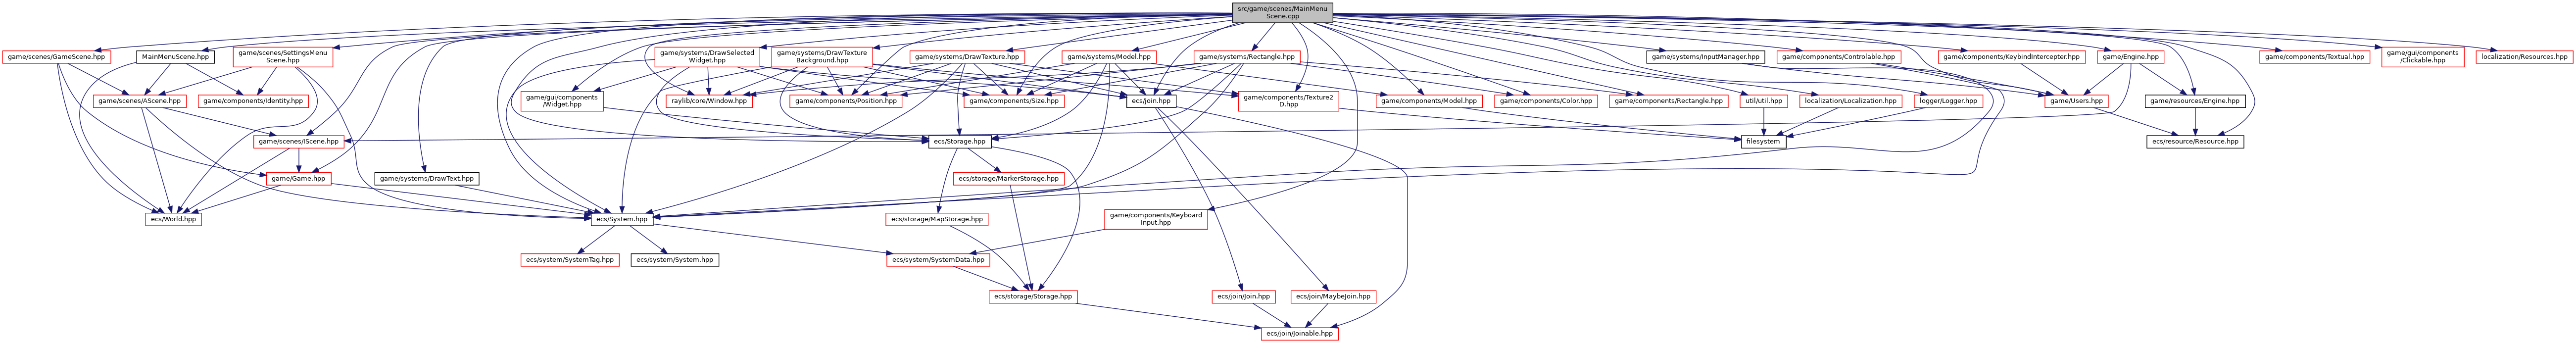 src/game/scenes/MainMenu
Scene.cpp
game/scenes/GameScene.hpp
MainMenuScene.hpp
game/scenes/SettingsMenu
Scene.hpp
game/systems/DrawSelected
Widget.hpp
game/systems/DrawTexture
Background.hpp
game/systems/DrawTexture.hpp
game/systems/Model.hpp
game/systems/Rectangle.hpp
game/systems/InputManager.hpp
game/components/Controlable.hpp
game/components/KeybindIntercepter.hpp
game/Engine.hpp
game/components/Textual.hpp
game/gui/components
/Clickable.hpp
localization/Resources.hpp
game/scenes/AScene.hpp
game/components/Identity.hpp
game/gui/components
/Widget.hpp
raylib/core/Window.hpp
game/components/Position.hpp
game/components/Size.hpp
ecs/join.hpp
game/components/Texture2
D.hpp
game/components/Model.hpp
game/components/Color.hpp
game/components/Rectangle.hpp
util/util.hpp
localization/Localization.hpp
logger/Logger.hpp
game/Users.hpp
game/resources/Engine.hpp
game/scenes/IScene.hpp
ecs/Storage.hpp
filesystem
ecs/resource/Resource.hpp
game/Game.hpp
game/systems/DrawText.hpp
ecs/storage/MarkerStorage.hpp
ecs/World.hpp
ecs/System.hpp
ecs/storage/MapStorage.hpp
game/components/Keyboard
Input.hpp
ecs/system/SystemTag.hpp
ecs/system/System.hpp
ecs/system/SystemData.hpp
ecs/storage/Storage.hpp
ecs/join/Join.hpp
ecs/join/MaybeJoin.hpp
ecs/join/Joinable.hpp